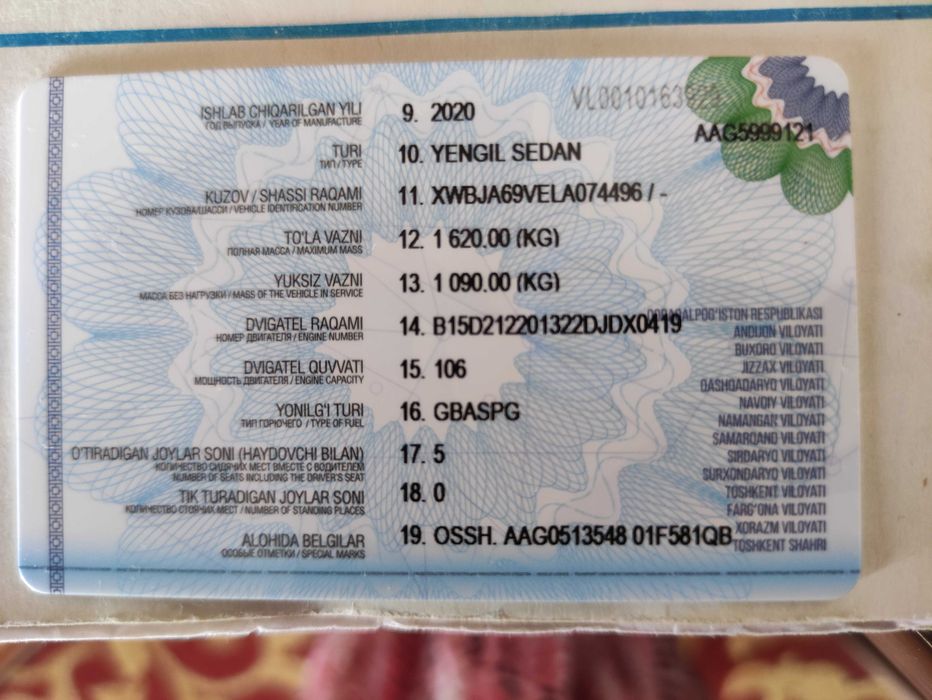 VL0010163923
AAG5999121
ISHLAB CHIQARILGAN YILI
ГОД ВЫПУСКА / YEAR OF MANUFACTURE
9. 2020
TURI
ТИП / TYPE
10. YENGIL SEDAN
KUZOV / SHASSI RAQAMI
НОМЕР КУЗОВА/ШАССИ / VEHICLE IDENTIFICATION NUMBER
11. XWBJA69VELA074496 / -
TO'LA VAZNI
ПОЛНАЯ МАССА / MAXIMUM MASS
12. 1 620.00 (KG)
YUKSIZ VAZNI
МАССА БЕЗ НАГРУЗКИ / MASS OF THE VEHICLE IN SERVICE
13. 1 090.00 (KG)
DVIGATEL RAQAMI
НОМЕР ДВИГАТЕЛЯ / ENGINE NUMBER
14. B15D212201322DJDX0419
DVIGATEL QUVVATI
МОЩНОСТЬ ДВИГАТЕЛЯ / ENGINE CAPACITY
15. 106
YONILG'I TURI
ТИП ГОРЮЧЕГО / TYPE OF FUEL
16. GBASPG
O'TIRADIGAN JOYLAR SONI (HAYDOVCHI BILAN)
КОЛИЧЕСТВО СИДЯЧИХ МЕСТ ВМЕСТЕ С ВОДИТЕЛЕМ
NUMBER OF SEATS INCLUDING THE DRIVER'S SEAT
17. 5
TIK TURADIGAN JOYLAR SONI
КОЛИЧЕСТВО СТОЯЧИХ МЕСТ / NUMBER OF STANDING PLACES
18. 0
ALOHIDA BELGILAR
ОСОБЫЕ ОТМЕТКИ / SPECIAL MARKS
19. OSSH. AAG0513548 01F581QB
QORAQALPOG'ISTON RESPUBLIKASI
ANDIJON VILOYATI
BUXORO VILOYATI
JIZZAX VILOYATI
QASHQADARYO VILOYATI
NAVOIY VILOYATI
NAMANGAN VILOYATI
SAMARQAND VILOYATI
SIRDARYO VILOYATI
SURXONDARYO VILOYATI
TOSHKENT VILOYATI
FARG'ONA VILOYATI
XORAZM VILOYATI
TOSHKENT SHAHRI